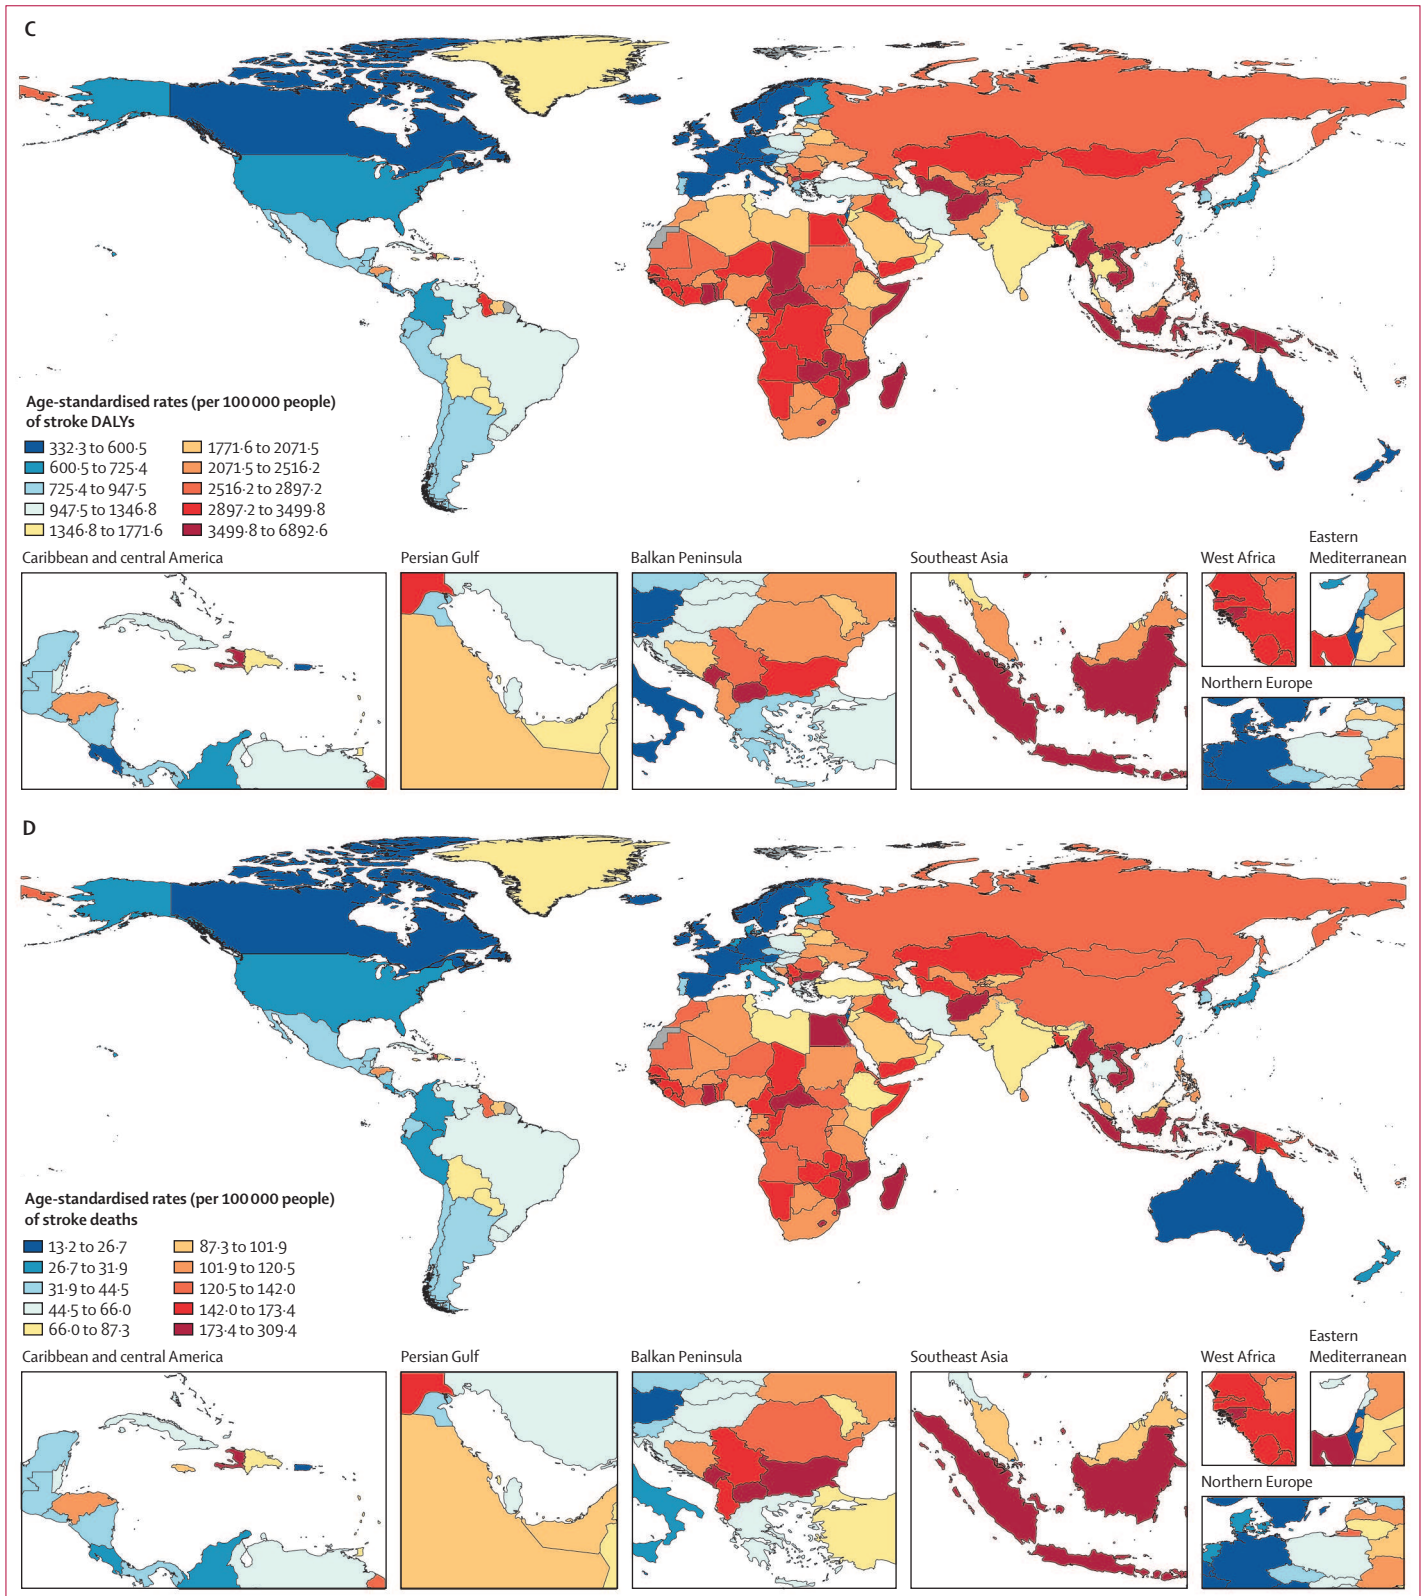 C
Age-standardised rates (per 100 000 people)
of stroke DALYs
332·3 to 600·5
600·5 to 725·4
725·4 to 947·5
947·5 to 1346·8
1346·8 to 1771·6
1771·6 to 2071·5
2071·5 to 2516·2
2516·2 to 2897·2
2897·2 to 3499·8
3499·8 to 6892·6
Caribbean and central America
Persian Gulf
Balkan Peninsula
Southeast Asia
West Africa
Eastern
Mediterranean
Northern Europe
D
Age-standardised rates (per 100 000 people)
of stroke deaths
13·2 to 26·7
26·7 to 31·9
31·9 to 44·5
44·5 to 66·0
66·0 to 87·3
87·3 to 101·9
101·9 to 120·5
120·5 to 142·0
142·0 to 173·4
173·4 to 309·4
Caribbean and central America
Persian Gulf
Balkan Peninsula
Southeast Asia
West Africa
Eastern
Mediterranean
Northern Europe